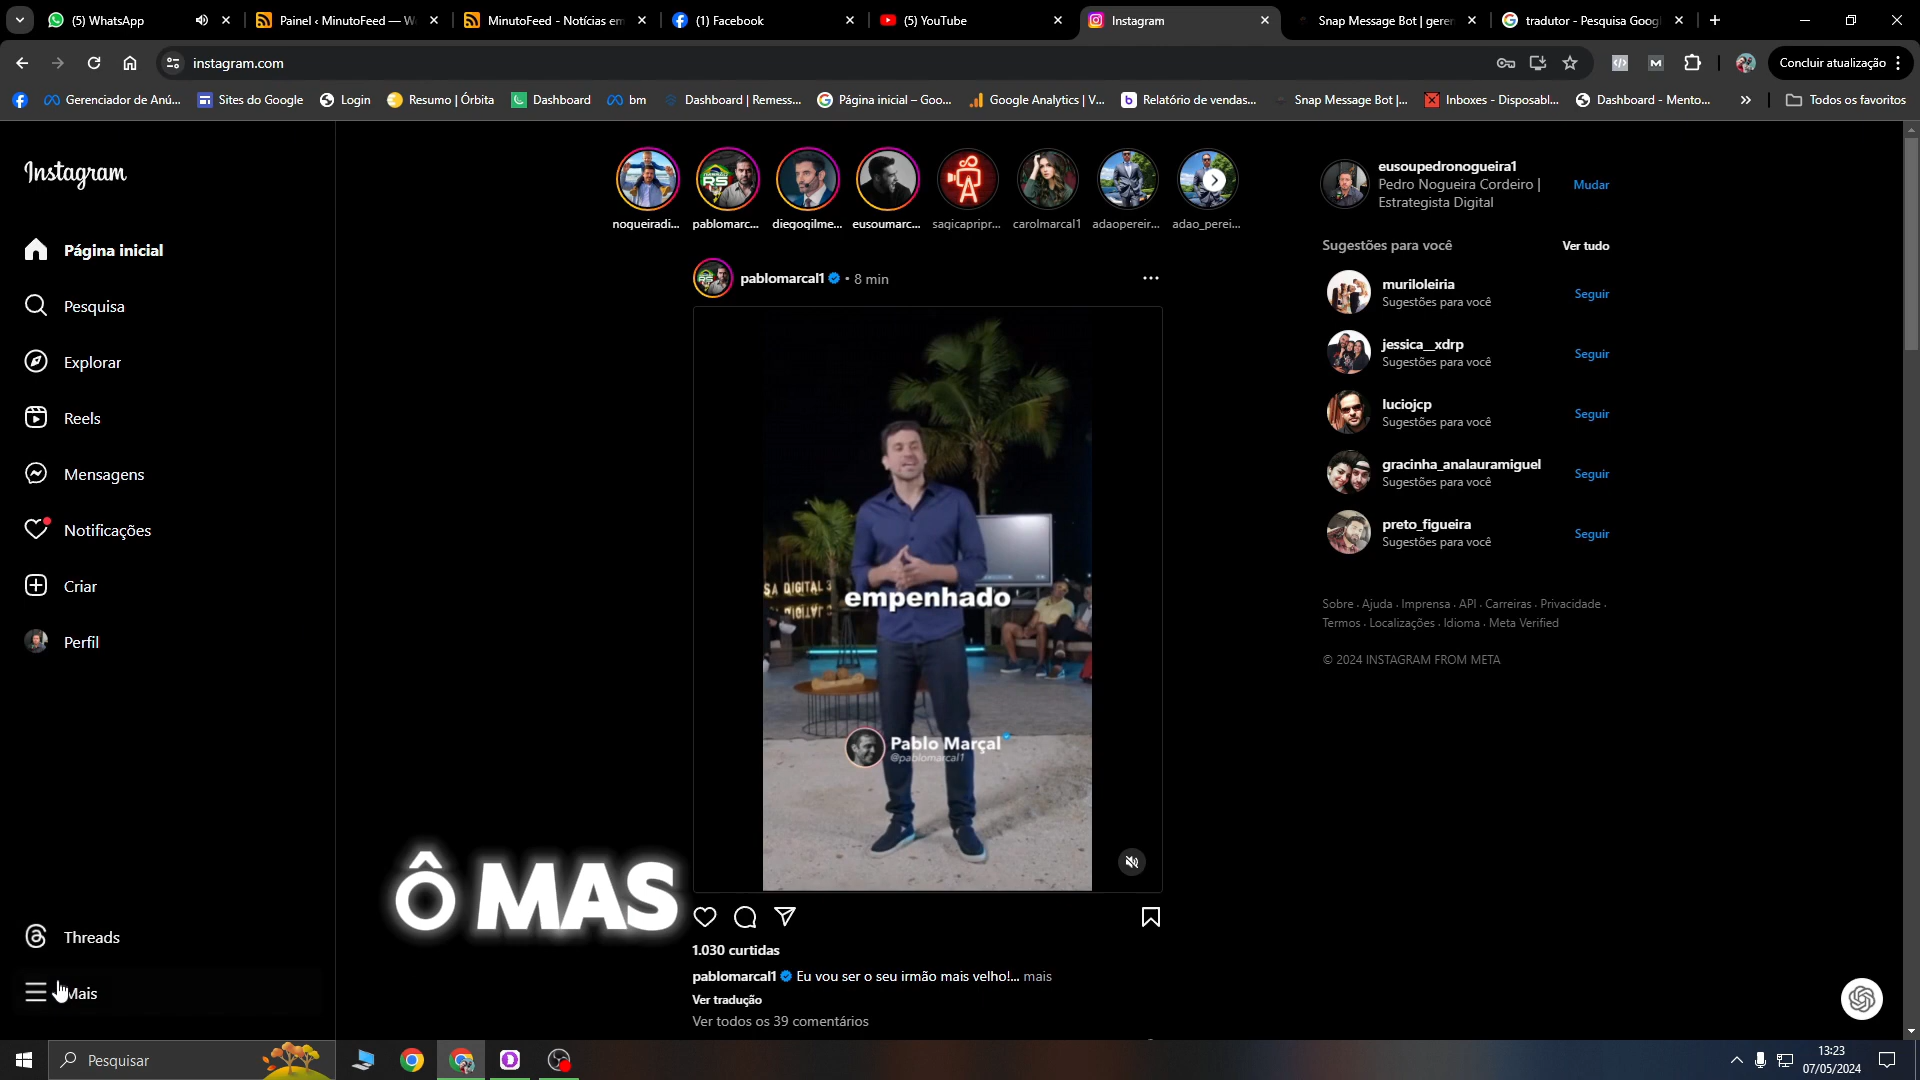 (5) WhatsApp
Painel ‹ MinutoFeed — W
MinutoFeed - Notícias em
(1) Facebook
(5) YouTube
Instagram
Snap Message Bot | geren
tradutor - Pesquisa Goog
instagram.com
Concluir atualização
Gerenciador de Anú...
Sites do Google
Login
Resumo | Órbita
Dashboard
bm
Dashboard | Remess...
Página inicial – Goo...
Google Analytics | V...
Relatório de vendas...
Snap Message Bot |...
Inboxes - Disposabl...
Dashboard - Mento...
Todos os favoritos
Instagram
Página inicial
Pesquisa
Explorar
Reels
Mensagens
Notificações
Criar
Perfil
Threads
Mais
nogueiradi...
pablomarc...
diegogilme...
eusoumarc...
sagicapripr...
carolmarcal1
adaopereir...
adao_perei...
pablomarcal1 • 8 min
SA DIGITAL 3
empenhado
Pablo Marçal
@pablomarcal1
Ô MAS
1.030 curtidas
pablomarcal1 Eu vou ser o seu irmão mais velho!... mais
Ver tradução
Ver todos os 39 comentários
eusoupedronogueira1
Pedro Nogueira Cordeiro |
Estrategista Digital
Mudar
Sugestões para você
Ver tudo
muriloleiria
Sugestões para você
Seguir
jessica__xdrp
Sugestões para você
Seguir
luciojcp
Sugestões para você
Seguir
gracinha_analauramiguel
Sugestões para você
Seguir
preto_figueira
Sugestões para você
Seguir
Sobre · Ajuda · Imprensa · API · Carreiras · Privacidade ·
Termos · Localizações · Idioma · Meta Verified
© 2024 INSTAGRAM FROM META
Pesquisar
13:23
07/05/2024